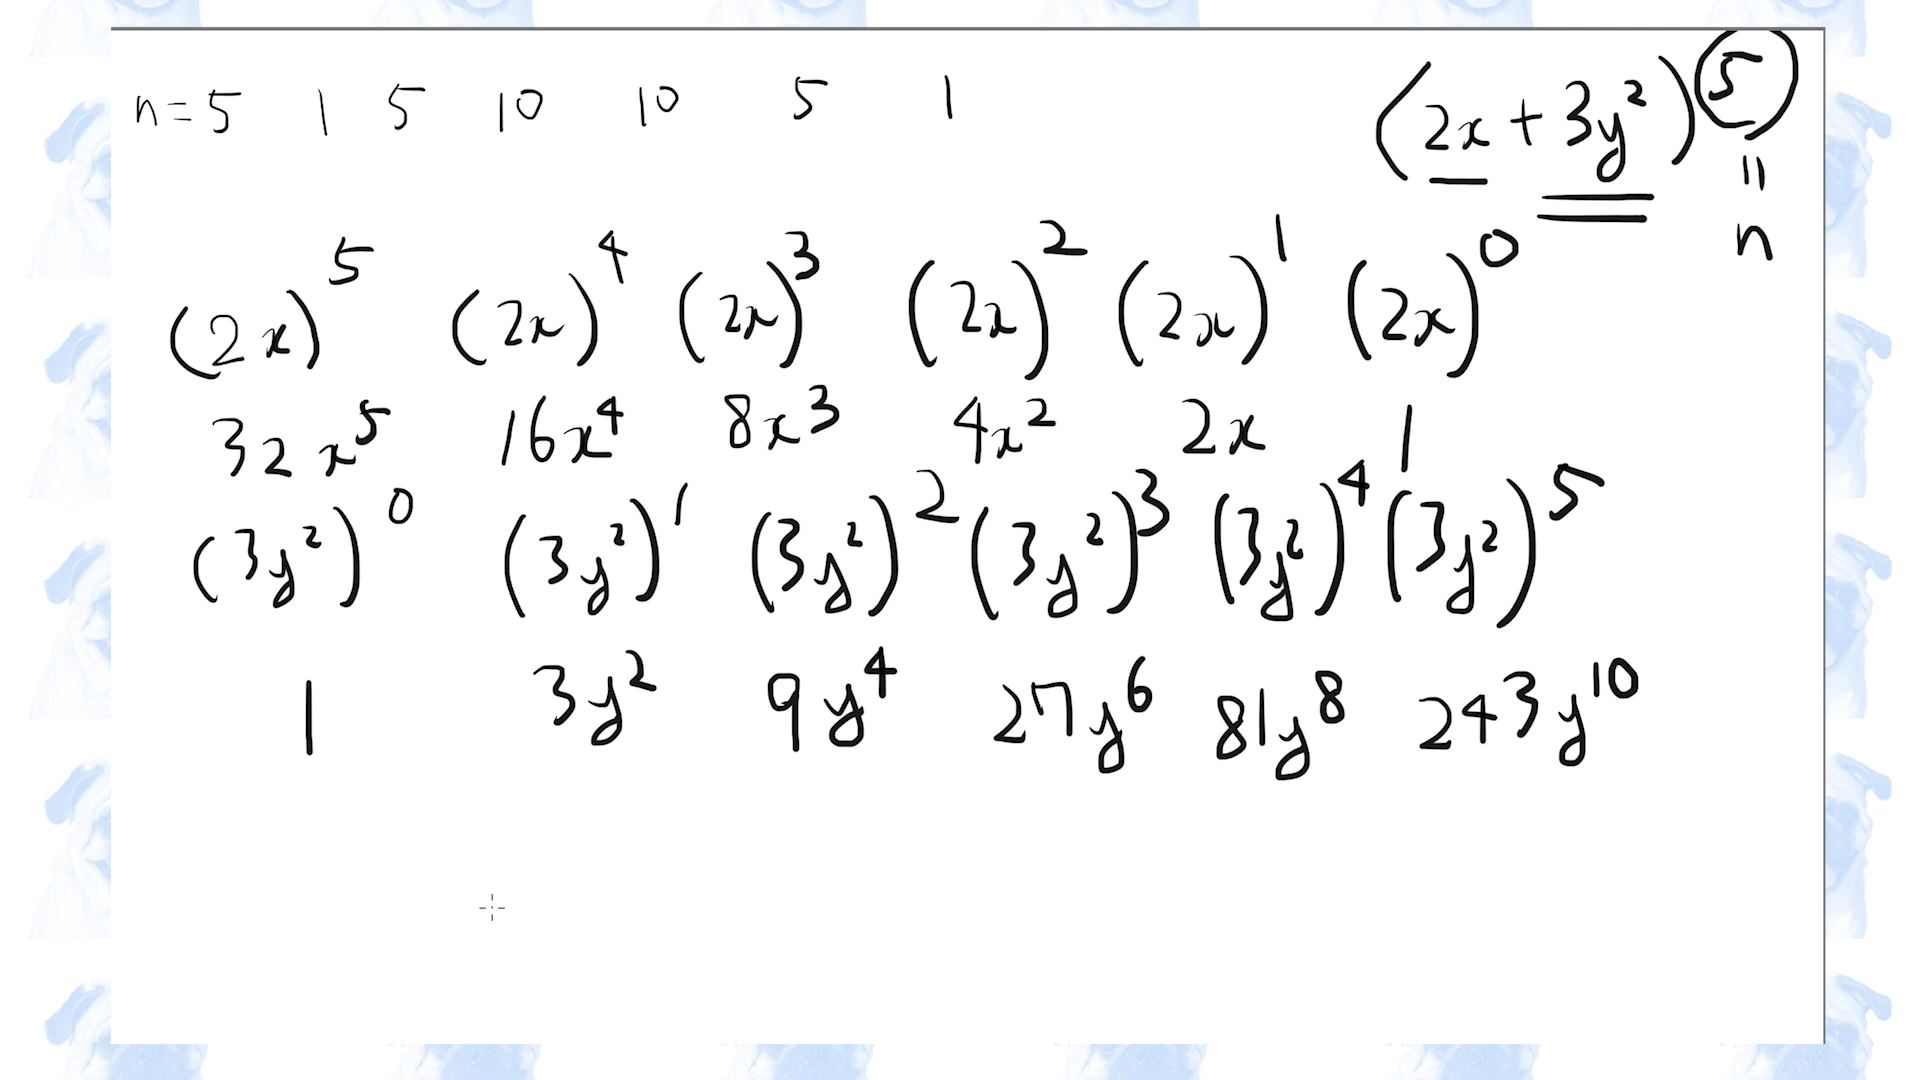 n=5 1 5 10 10 5 1
(2x+3y²)⁵
=
n
(2x)⁵ (2x)⁴ (2x)³ (2x)² (2x)¹ (2x)⁰
32x⁵ 16x⁴ 8x³ 4x² 2x 1
(3y²)⁰ (3y²)¹ (3y²)² (3y²)³ (3y²)⁴ (3y²)⁵
1 3y² 9y⁴ 27y⁶ 81y⁸ 243y¹⁰